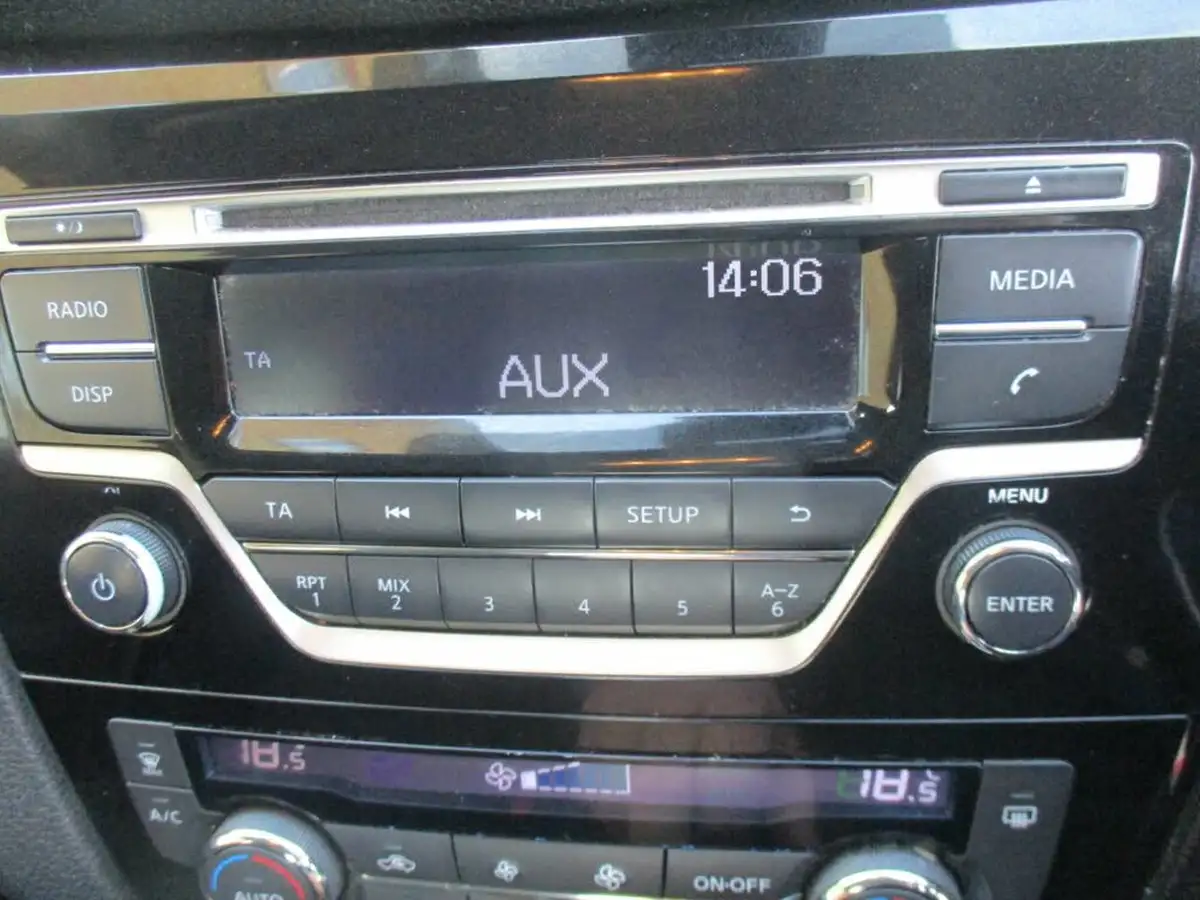 14:06
RADIO
MEDIA
TA
AUX
DISP
TA
SETUP
MENU
RPT
1
MIX
2
3
4
5
A-Z
6
ENTER
18.5
18.5
A/C
AUTO
ON·OFF